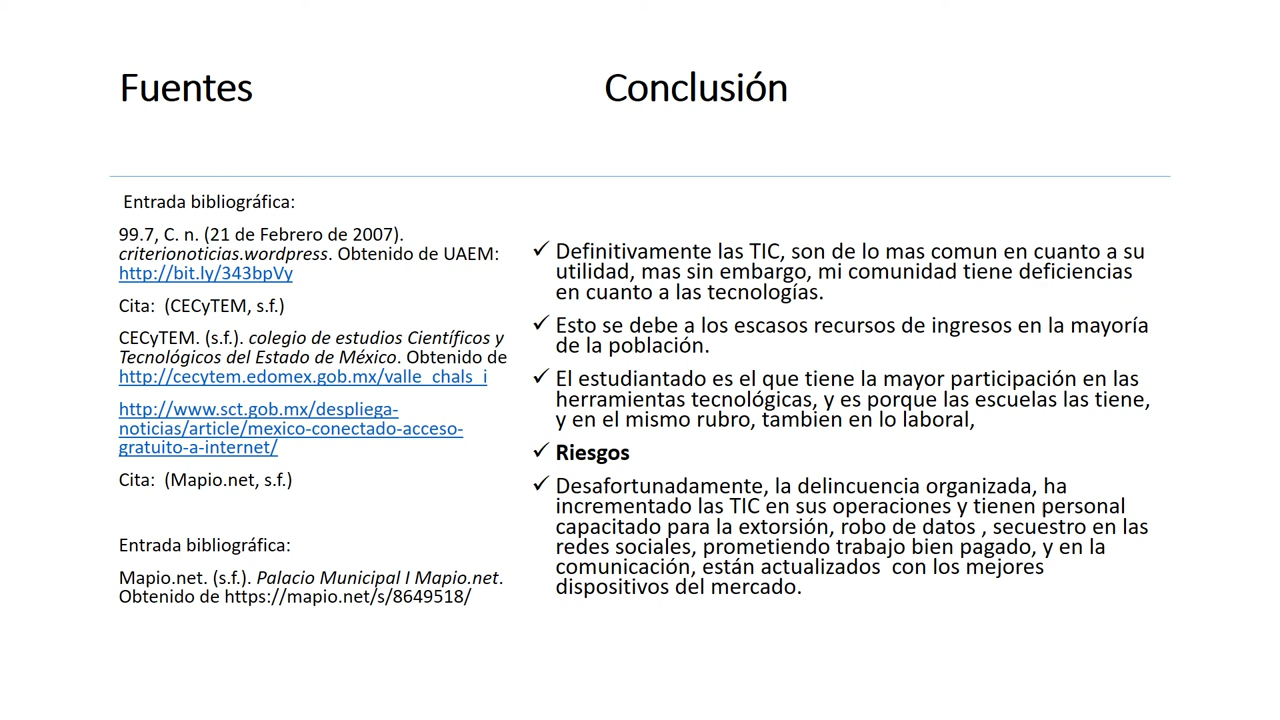 Fuentes
Conclusión
Entrada bibliográfica:
99.7, C. n. (21 de Febrero de 2007).
criterionoticias.wordpress. Obtenido de UAEM:
http://bit.ly/343bpVy
Cita:  (CECyTEM, s.f.)
CECyTEM. (s.f.). colegio de estudios Científicos y
Tecnológicos del Estado de México. Obtenido de
http://cecytem.edomex.gob.mx/valle_chals_i
http://www.sct.gob.mx/despliega-
noticias/article/mexico-conectado-acceso-
gratuito-a-internet/
Cita:  (Mapio.net, s.f.)
Entrada bibliográfica:
Mapio.net. (s.f.). Palacio Municipal I Mapio.net.
Obtenido de https://mapio.net/s/8649518/
✓ Definitivamente las TIC, son de lo mas comun en cuanto a su
utilidad, mas sin embargo, mi comunidad tiene deficiencias
en cuanto a las tecnologías.
✓ Esto se debe a los escasos recursos de ingresos en la mayoría
de la población.
✓ El estudiantado es el que tiene la mayor participación en las
herramientas tecnológicas, y es porque las escuelas las tiene,
y en el mismo rubro, tambien en lo laboral,
✓ Riesgos
✓ Desafortunadamente, la delincuencia organizada, ha
incrementado las TIC en sus operaciones y tienen personal
capacitado para la extorsión, robo de datos , secuestro en las
redes sociales, prometiendo trabajo bien pagado, y en la
comunicación, están actualizados  con los mejores
dispositivos del mercado.